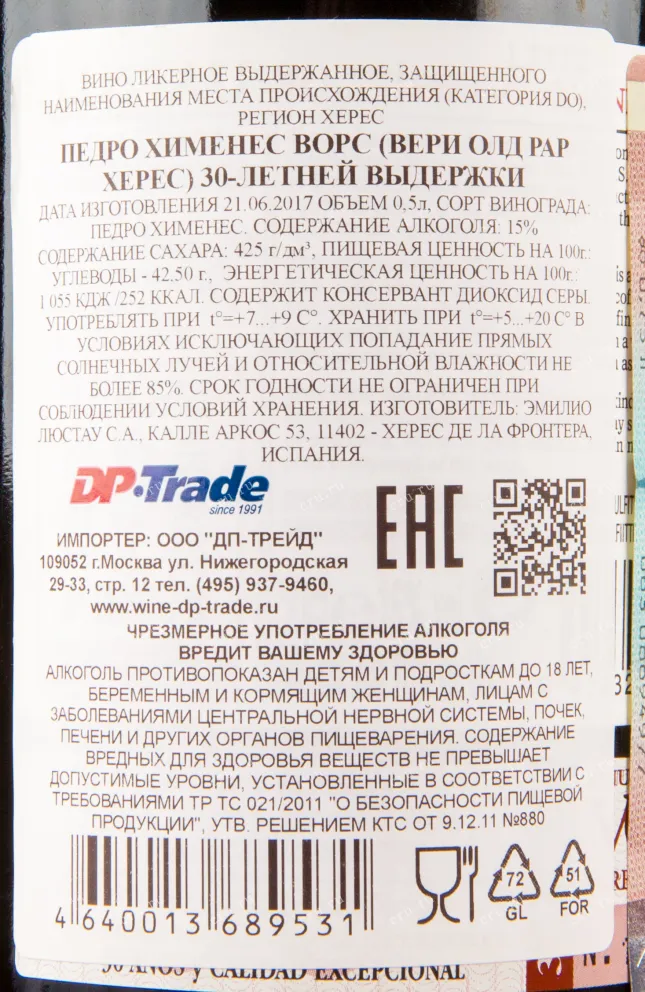 ВИНО ЛИКЕРНОЕ ВЫДЕРЖАННОЕ, ЗАЩИЩЕННОГО
НАИМЕНОВАНИЯ МЕСТА ПРОИСХОЖДЕНИЯ (КАТЕГОРИЯ DO),
РЕГИОН ХЕРЕС
ПЕДРО ХИМЕНЕС ВОРС (ВЕРИ ОЛД РАР
ХЕРЕС) 30-ЛЕТНЕЙ ВЫДЕРЖКИ
ДАТА ИЗГОТОВЛЕНИЯ 21.06.2017 ОБЪЕМ 0,5л, СОРТ ВИНОГРАДА:
ПЕДРО ХИМЕНЕС. СОДЕРЖАНИЕ АЛКОГОЛЯ: 15%
СОДЕРЖАНИЕ САХАРА: 425 г/дм³, ПИЩЕВАЯ ЦЕННОСТЬ НА 100г.:
УГЛЕВОДЫ - 42.50 г., ЭНЕРГЕТИЧЕСКАЯ ЦЕННОСТЬ НА 100г.:
1 055 КДЖ /252 ККАЛ. СОДЕРЖИТ КОНСЕРВАНТ ДИОКСИД СЕРЫ.
УПОТРЕБЛЯТЬ ПРИ t°=+7...+9 С°. ХРАНИТЬ ПРИ t°=+5...+20 С° В
УСЛОВИЯХ ИСКЛЮЧАЮЩИХ ПОПАДАНИЕ ПРЯМЫХ
СОЛНЕЧНЫХ ЛУЧЕЙ И ОТНОСИТЕЛЬНОЙ ВЛАЖНОСТИ НЕ
БОЛЕЕ 85%. СРОК ГОДНОСТИ НЕ ОГРАНИЧЕН ПРИ
СОБЛЮДЕНИИ УСЛОВИЙ ХРАНЕНИЯ. ИЗГОТОВИТЕЛЬ: ЭМИЛИО
ЛЮСТАУ С.А., КАЛЛЕ АРКОС 53, 11402 - ХЕРЕС ДЕ ЛА ФРОНТЕРА,
ИСПАНИЯ.
DP•Trade
since 1991
EAC
ИМПОРТЕР: ООО "ДП-ТРЕЙД"
109052 г.Москва ул. Нижегородская
29-33, стр. 12 тел. (495) 937-9460,
www.wine-dp-trade.ru
ЧРЕЗМЕРНОЕ УПОТРЕБЛЕНИЕ АЛКОГОЛЯ
ВРЕДИТ ВАШЕМУ ЗДОРОВЬЮ
АЛКОГОЛЬ ПРОТИВОПОКАЗАН ДЕТЯМ И ПОДРОСТКАМ ДО 18 ЛЕТ,
БЕРЕМЕННЫМ И КОРМЯЩИМ ЖЕНЩИНАМ, ЛИЦАМ С
ЗАБОЛЕВАНИЯМИ ЦЕНТРАЛЬНОЙ НЕРВНОЙ СИСТЕМЫ, ПОЧЕК,
ПЕЧЕНИ И ДРУГИХ ОРГАНОВ ПИЩЕВАРЕНИЯ. СОДЕРЖАНИЕ
ВРЕДНЫХ ДЛЯ ЗДОРОВЬЯ ВЕЩЕСТВ НЕ ПРЕВЫШАЕТ
ДОПУСТИМЫЕ УРОВНИ, УСТАНОВЛЕННЫЕ В СООТВЕТСТВИИ С
ТРЕБОВАНИЯМИ ТР ТС 021/2011 "О БЕЗОПАСНОСТИ ПИЩЕВОЙ
ПРОДУКЦИИ", УТВ. РЕШЕНИЕМ КТС ОТ 9.12.11 №880
4 640013 689531
72
GL
51
FOR
30 AÑOS y CALIDAD EXCEPCIONAL